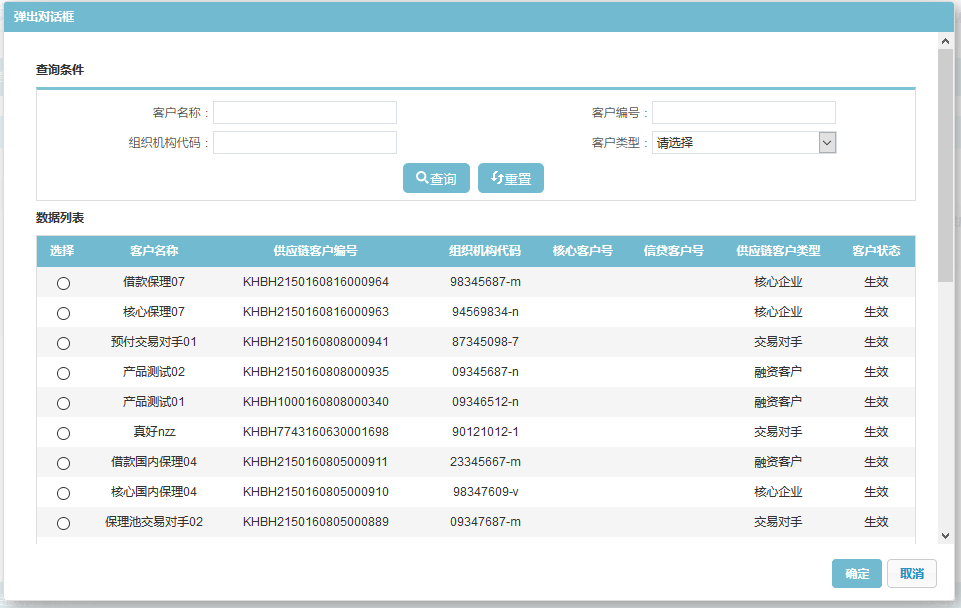 弹出对话框
查询条件
客户名称： 客户编号：
组织机构代码： 客户类型： 请选择
查询 重置
数据列表
选择 客户名称 供应链客户编号 组织机构代码 核心客户号 信贷客户号 供应链客户类型 客户状态
借款保理07 KHBH2150160816000964 98345687-m 核心企业 生效
核心保理07 KHBH2150160816000963 94569834-n 核心企业 生效
预付交易对手01 KHBH2150160808000941 87345098-7 交易对手 生效
产品测试02 KHBH2150160808000935 09345687-n 融资客户 生效
产品测试01 KHBH1000160808000340 09346512-n 融资客户 生效
真好nzz KHBH7743160630001698 90121012-1 交易对手 生效
借款国内保理04 KHBH2150160805000911 23345667-m 融资客户 生效
核心国内保理04 KHBH2150160805000910 98347609-v 核心企业 生效
保理池交易对手02 KHBH2150160805000889 09347687-m 交易对手 生效
确定 取消